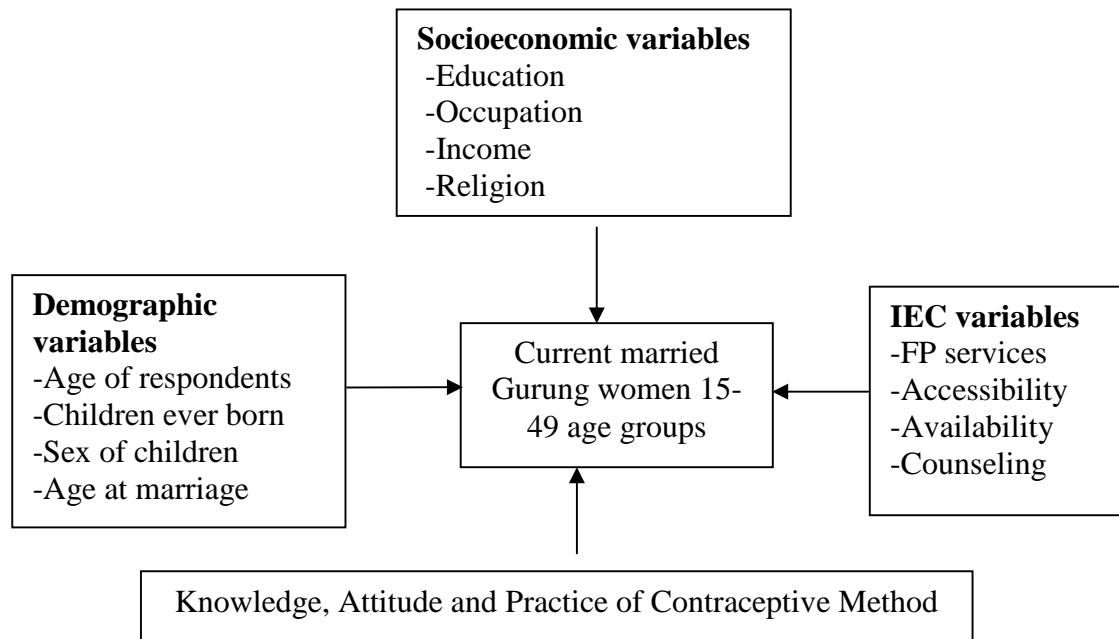 Socioeconomic variables
-Education
-Occupation
-Income
-Religion
Demographic
variables
-Age of respondents
-Children ever born
-Sex of children
-Age at marriage
Current married
Gurung women 15-
49 age groups
IEC variables
-FP services
-Accessibility
-Availability
-Counseling
Knowledge, Attitude and Practice of Contraceptive Method